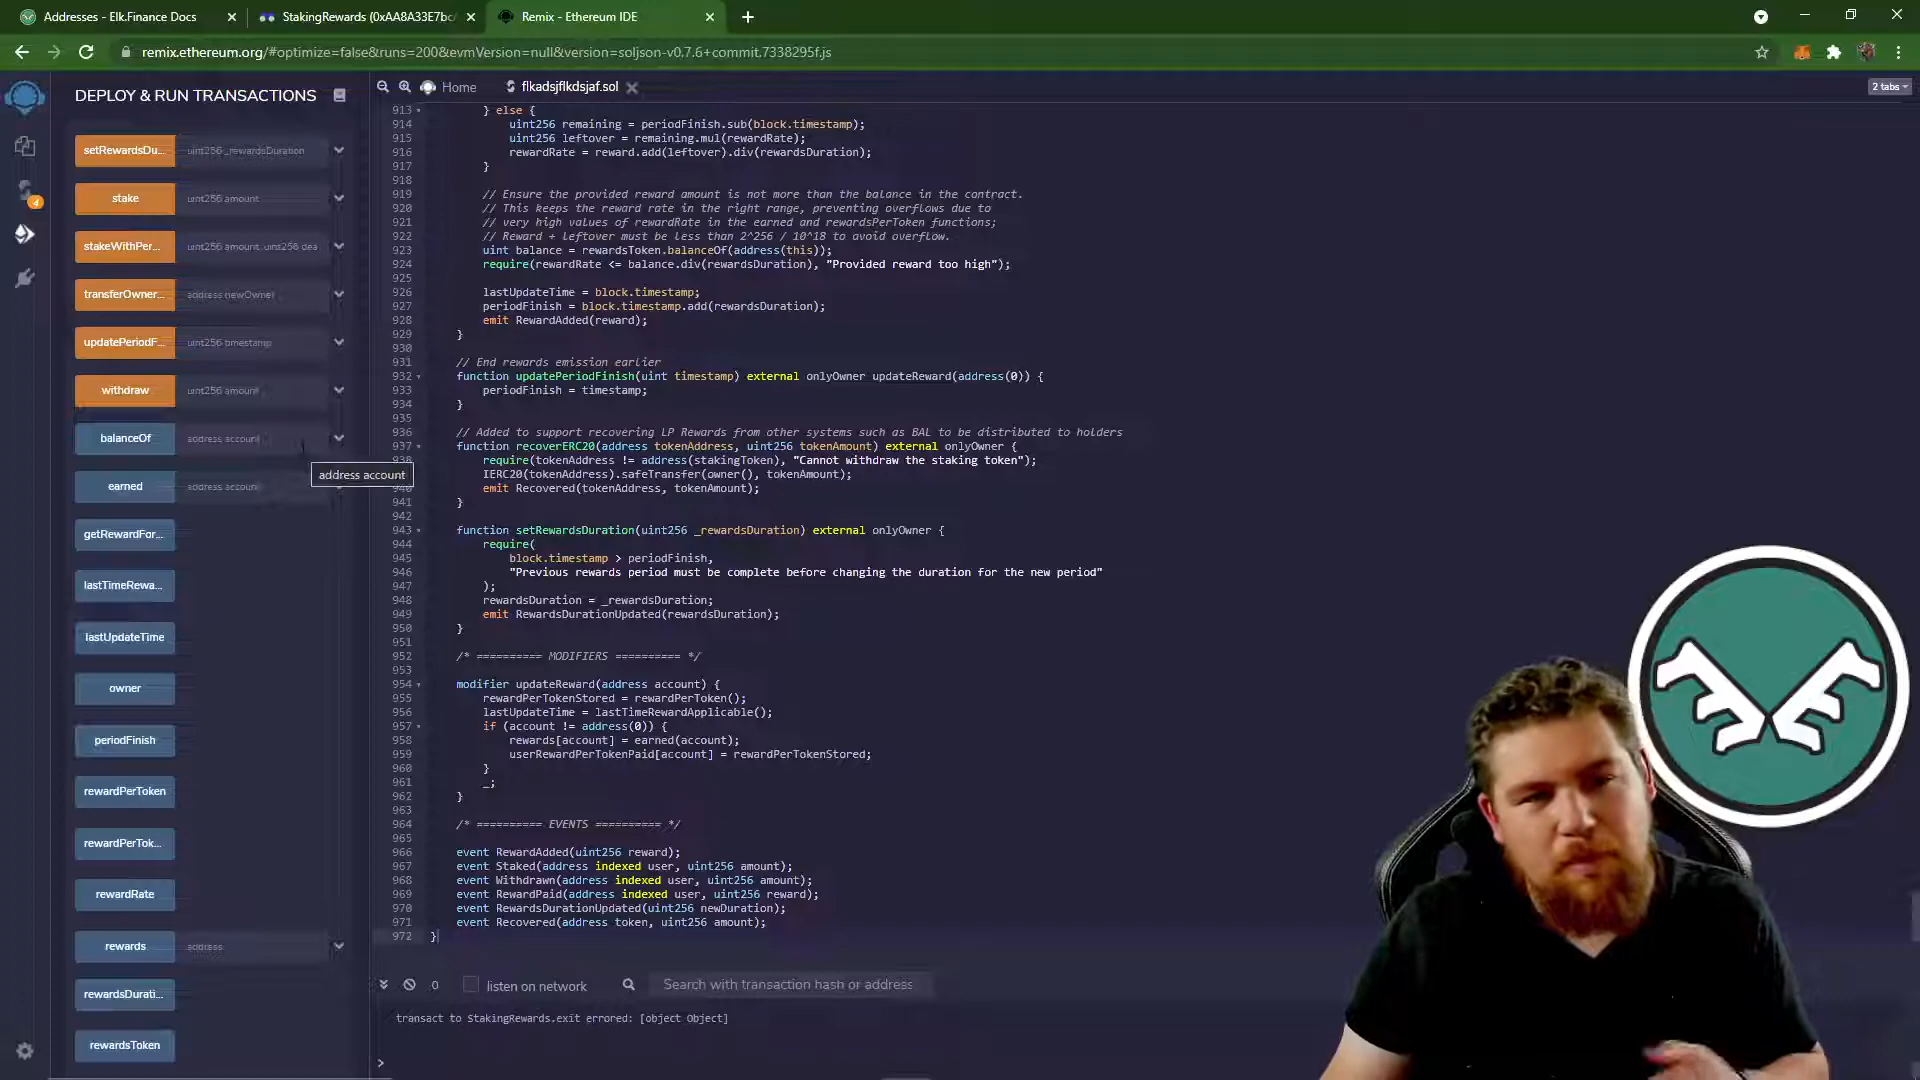 Addresses - Elk.Finance Docs
StakingRewards (0xAA8A33E7bc
Remix - Ethereum IDE
remix.ethereum.org/#optimize=false&runs=200&evmVersion=null&version=soljson-v0.7.6+commit.7338295f.js
DEPLOY & RUN TRANSACTIONS
Home
flkadsjflkdsjaf.sol
2 tabs
4
setRewardsDu... uint256 _rewardsDuration
stake uint256 amount
stakeWithPer... uint256 amount, uint256 dea
transferOwner... address newOwner
updatePeriodF... uint256 timestamp
withdraw uint256 amount
balanceOf address account
address account
earned address account
getRewardFor...
lastTimeRewa...
lastUpdateTime
owner
periodFinish
rewardPerToken
rewardPerTok...
rewardRate
rewards address
rewardsDurati...
rewardsToken
913 } else {
914 uint256 remaining = periodFinish.sub(block.timestamp);
915 uint256 leftover = remaining.mul(rewardRate);
916 rewardRate = reward.add(leftover).div(rewardsDuration);
917 }
918
919 // Ensure the provided reward amount is not more than the balance in the contract.
920 // This keeps the reward rate in the right range, preventing overflows due to
921 // very high values of rewardRate in the earned and rewardsPerToken functions;
922 // Reward + leftover must be less than 2^256 / 10^18 to avoid overflow.
923 uint balance = rewardsToken.balanceOf(address(this));
924 require(rewardRate <= balance.div(rewardsDuration), "Provided reward too high");
925
926 lastUpdateTime = block.timestamp;
927 periodFinish = block.timestamp.add(rewardsDuration);
928 emit RewardAdded(reward);
929 }
930
931 // End rewards emission earlier
932 function updatePeriodFinish(uint timestamp) external onlyOwner updateReward(address(0)) {
933 periodFinish = timestamp;
934 }
935
936 // Added to support recovering LP Rewards from other systems such as BAL to be distributed to holders
937 function recoverERC20(address tokenAddress, uint256 tokenAmount) external onlyOwner {
938 require(tokenAddress != address(stakingToken), "Cannot withdraw the staking token");
IERC20(tokenAddress).safeTransfer(owner(), tokenAmount);
940 emit Recovered(tokenAddress, tokenAmount);
941 }
942
943 function setRewardsDuration(uint256 _rewardsDuration) external onlyOwner {
944 require(
945 block.timestamp > periodFinish,
946 "Previous rewards period must be complete before changing the duration for the new period"
947 );
948 rewardsDuration = _rewardsDuration;
949 emit RewardsDurationUpdated(rewardsDuration);
950 }
951
952 /* ========== MODIFIERS ========== */
953
954 modifier updateReward(address account) {
955 rewardPerTokenStored = rewardPerToken();
956 lastUpdateTime = lastTimeRewardApplicable();
957 if (account != address(0)) {
958 rewards[account] = earned(account);
959 userRewardPerTokenPaid[account] = rewardPerTokenStored;
960 }
961 _;
962 }
963
964 /* ========== EVENTS ========== */
965
966 event RewardAdded(uint256 reward);
967 event Staked(address indexed user, uint256 amount);
968 event Withdrawn(address indexed user, uint256 amount);
969 event RewardPaid(address indexed user, uint256 reward);
970 event RewardsDurationUpdated(uint256 newDuration);
971 event Recovered(address token, uint256 amount);
972 }
0 listen on network Search with transaction hash or address
transact to StakingRewards.exit errored: [object Object]
>